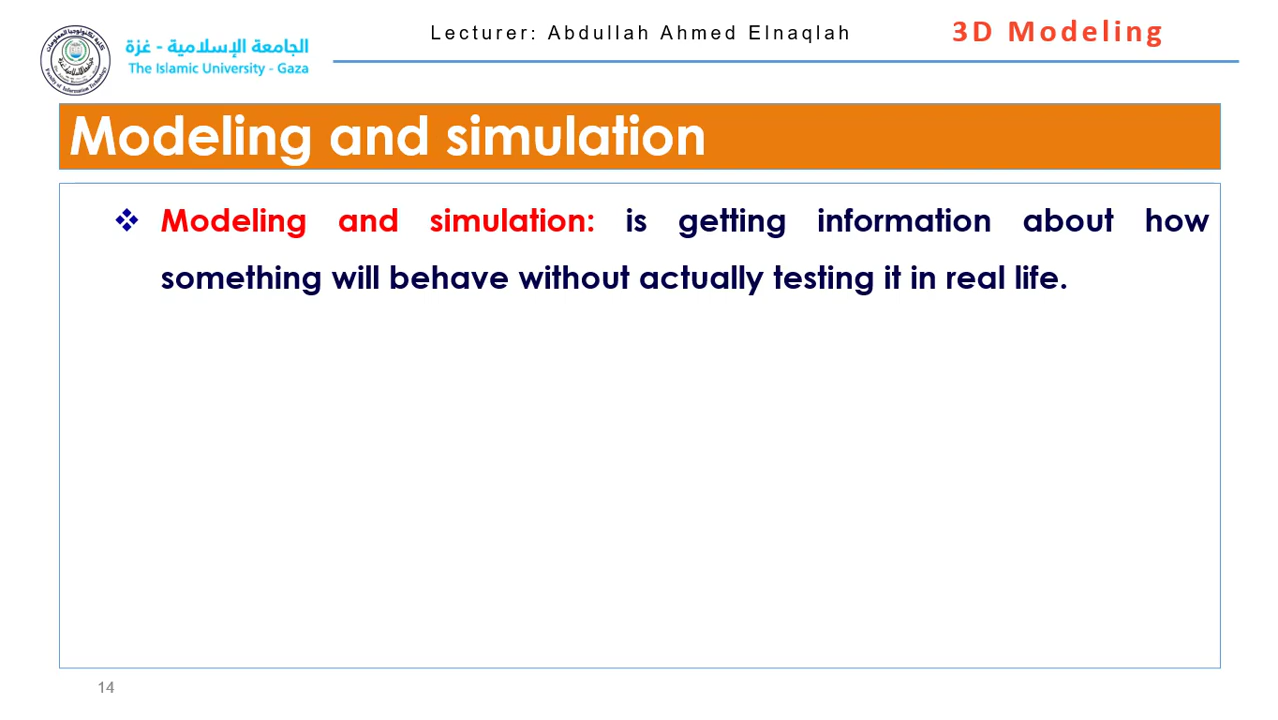 الجامعة الإسلامية - غزة
The Islamic University - Gaza
Lecturer: Abdullah Ahmed Elnaqlah
3D Modeling
Modeling and simulation
❖ Modeling and simulation: is getting information about how
something will behave without actually testing it in real life.
14